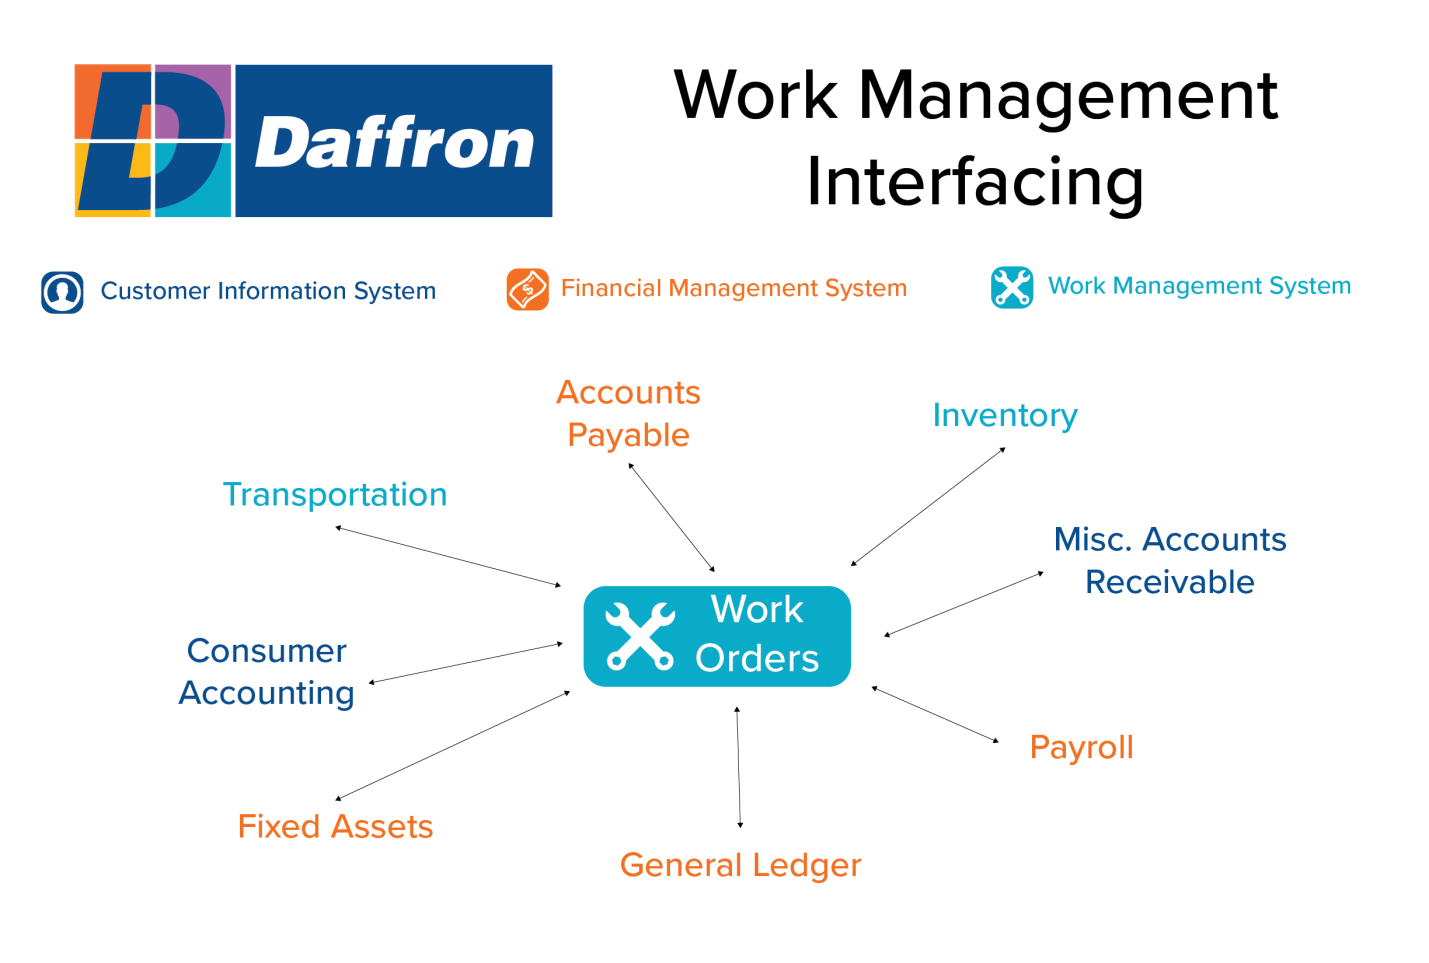 Daffron
Work Management
Interfacing
Customer Information System
Financial Management System
Work Management System
Accounts
Payable
Inventory
Transportation
Misc. Accounts
Receivable
Work
Orders
Consumer
Accounting
Payroll
Fixed Assets
General Ledger